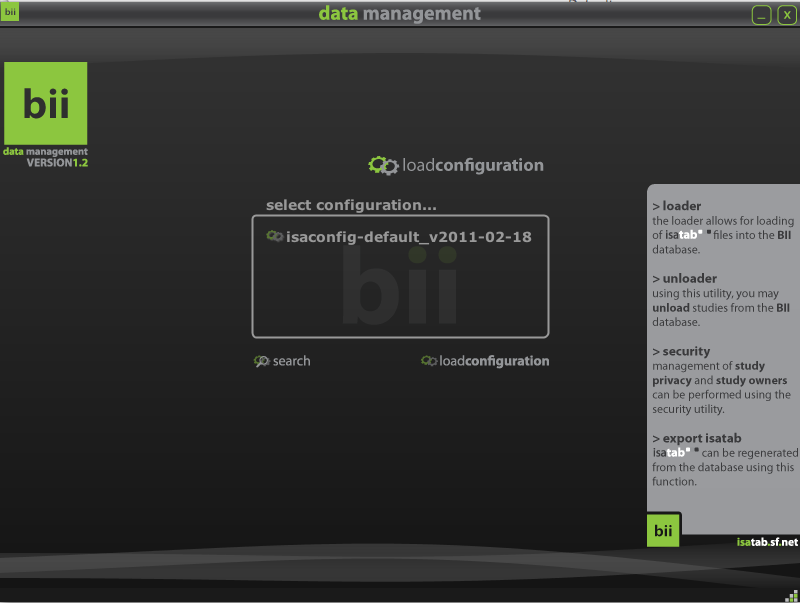 bii
data management
_ X
bii
data management
VERSION1.2
loadconfiguration
select configuration...
isaconfig-default_v2011-02-18
bii
search
loadconfiguration
> loader
the loader allows for loading
of isatab files into the BII
database.
> unloader
using this utility, you may
unload studies from the BII
database.
> security
management of study
privacy and study owners
can be performed using the
security utility.
> export isatab
isatab can be regenerated
from the database using this
function.
bii
isatab.sf.net